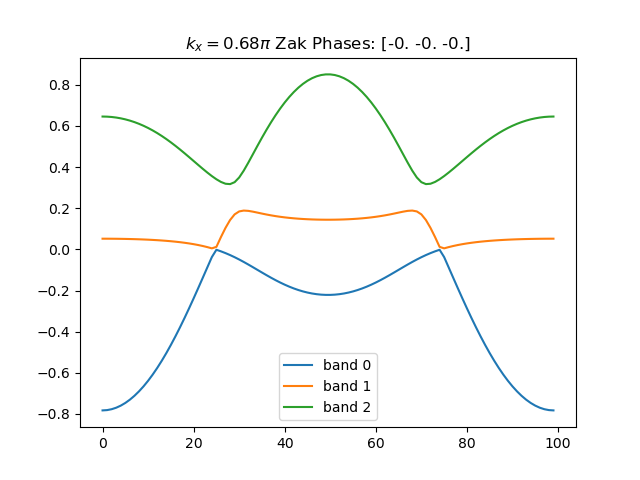 $k_x = 0.68\pi$ Zak Phases: [-0. -0. -0.]
0.8
0.6
0.4
0.2
0.0
−0.2
−0.4
−0.6
−0.8
band 0
band 1
band 2
0 20 40 60 80 100